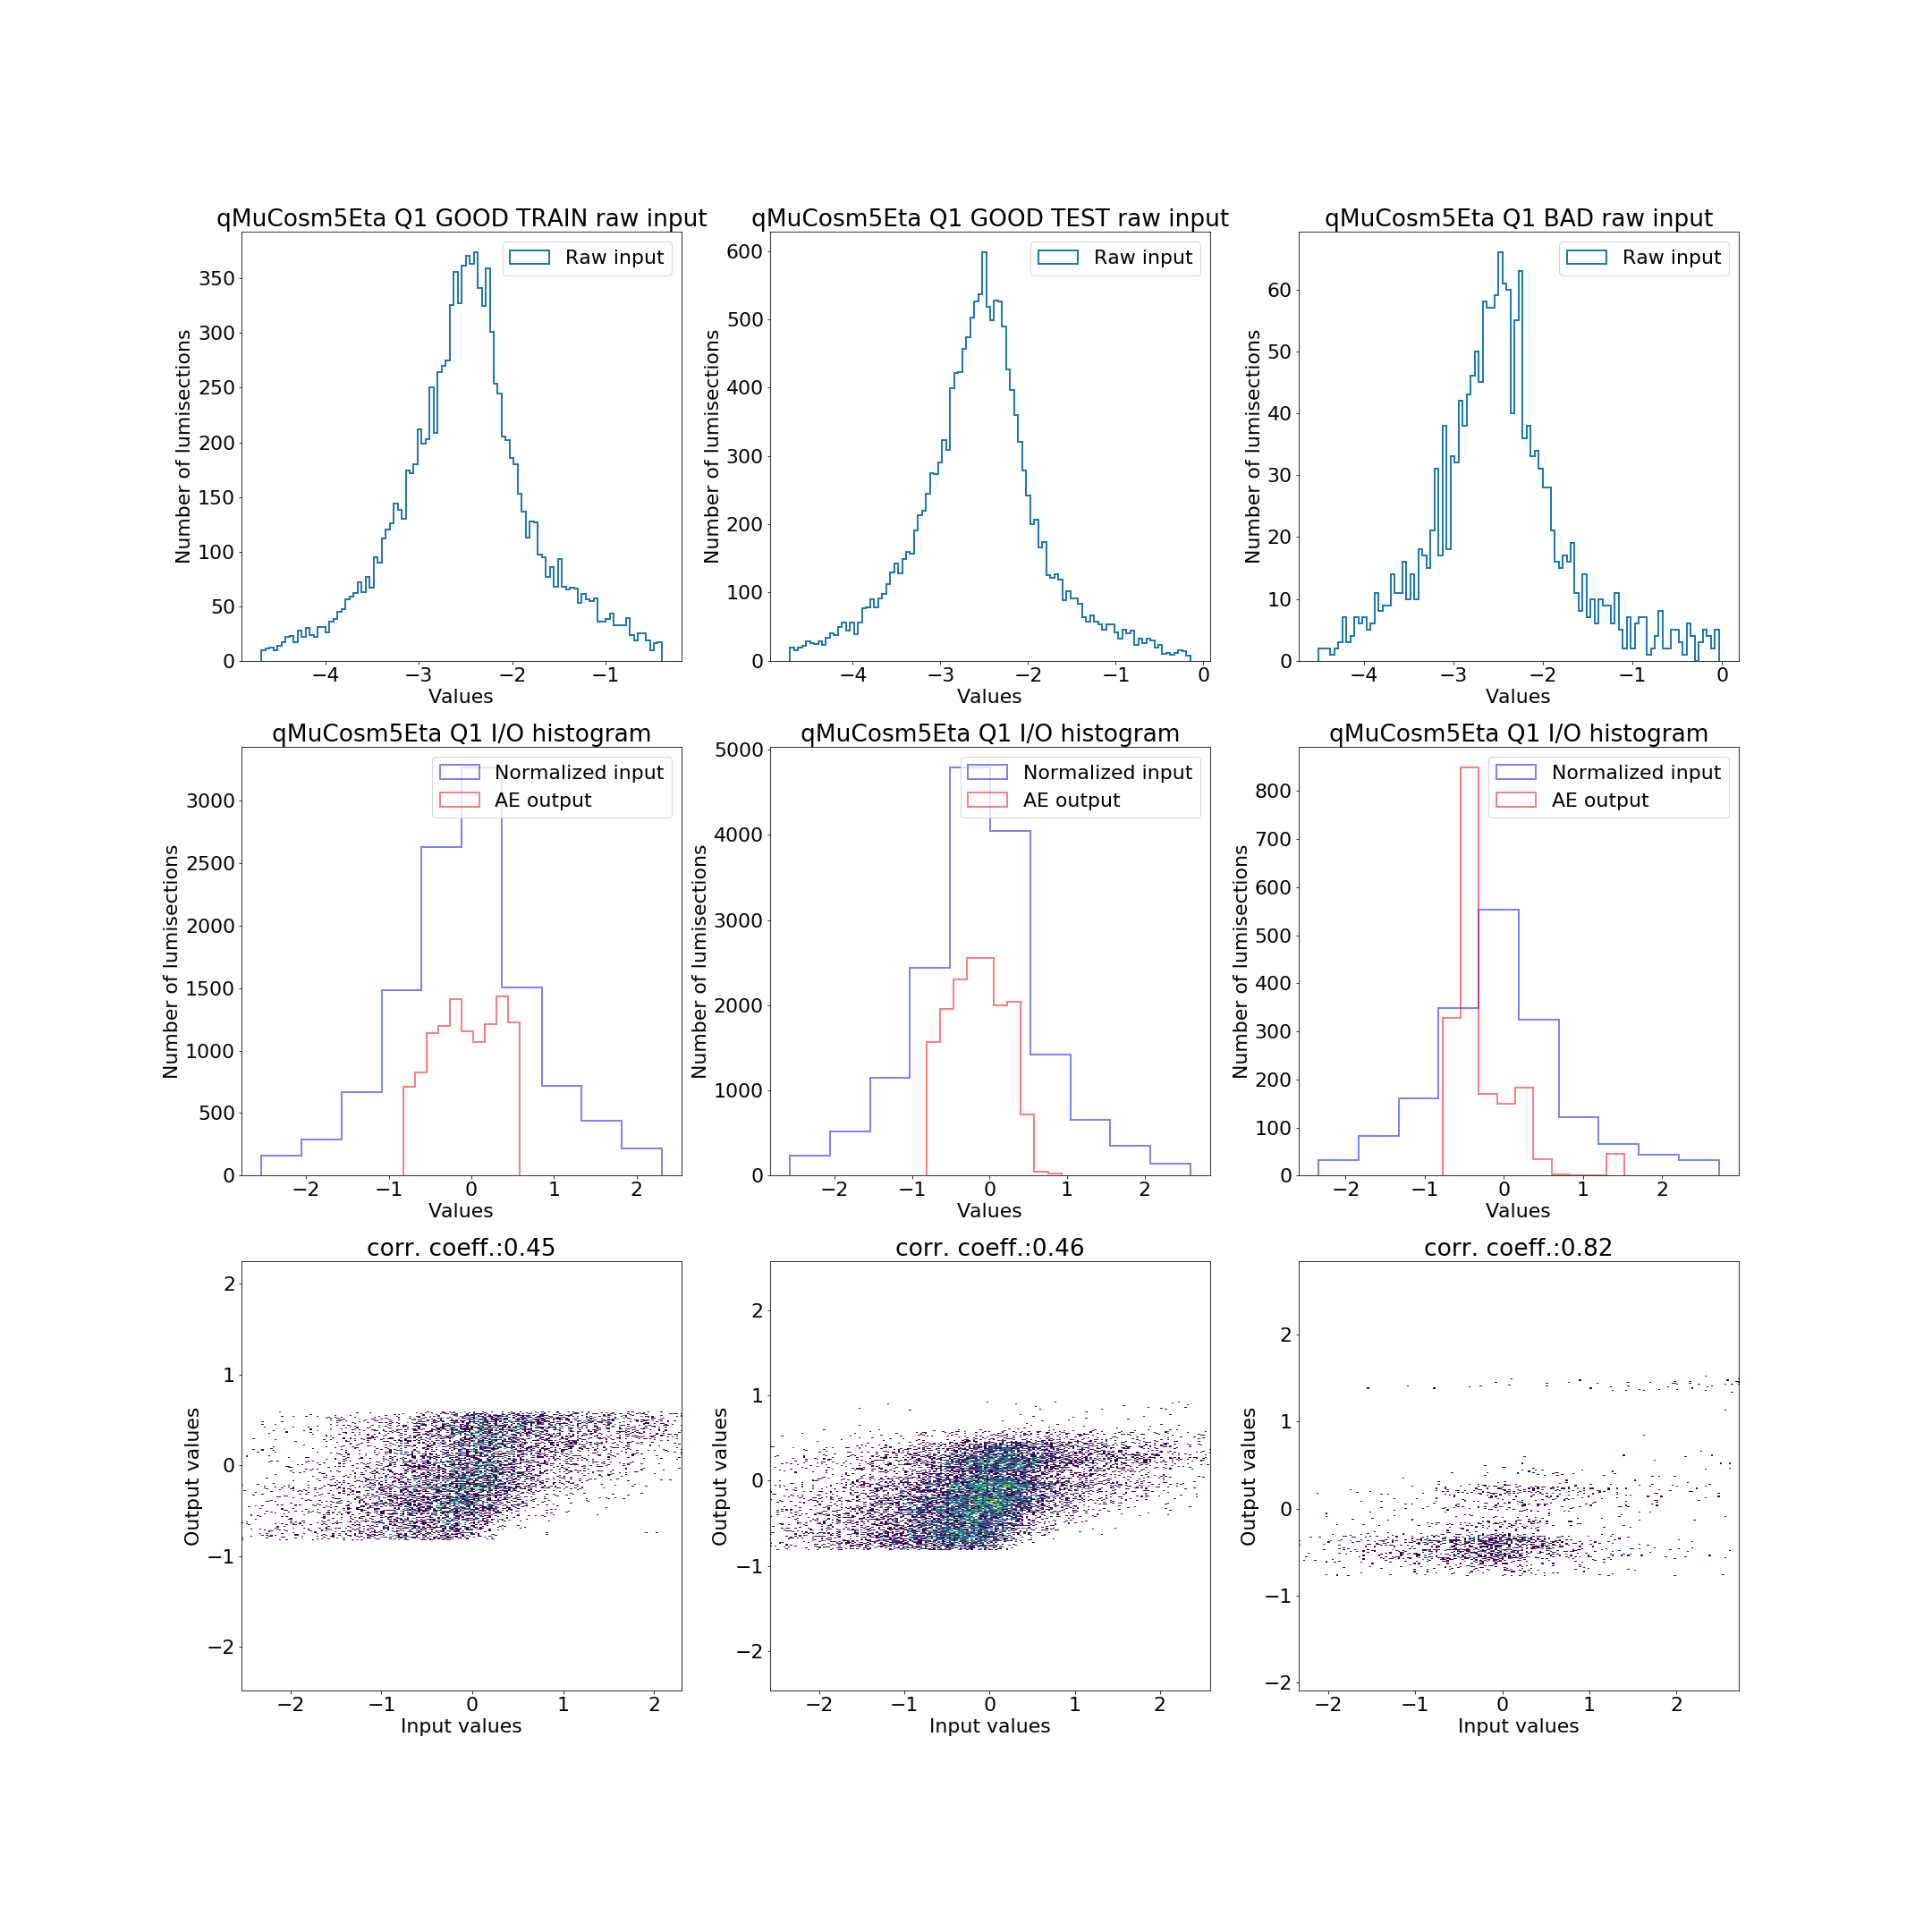 qMuCosm5Eta Q1 GOOD TRAIN raw input
Raw input
350
300
250
200
150
100
50
0
Number of lumisections
−4 −3 −2 −1
Values
qMuCosm5Eta Q1 GOOD TEST raw input
Raw input
600
500
400
300
200
100
0
Number of lumisections
−4 −3 −2 −1 0
Values
qMuCosm5Eta Q1 BAD raw input
Raw input
60
50
40
30
20
10
0
Number of lumisections
−4 −3 −2 −1 0
Values
qMuCosm5Eta Q1 I/O histogram
Normalized input
AE output
3000
2500
2000
1500
1000
500
0
Number of lumisections
−2 −1 0 1 2
Values
qMuCosm5Eta Q1 I/O histogram
Normalized input
AE output
5000
4000
3000
2000
1000
0
Number of lumisections
−2 −1 0 1 2
Values
qMuCosm5Eta Q1 I/O histogram
Normalized input
AE output
800
700
600
500
400
300
200
100
0
Number of lumisections
−2 −1 0 1 2
Values
corr. coeff.:0.45
2
1
0
−1
−2
Output values
−2 −1 0 1 2
Input values
corr. coeff.:0.46
2
1
0
−1
−2
Output values
−2 −1 0 1 2
Input values
corr. coeff.:0.82
2
1
0
−1
−2
Output values
−2 −1 0 1 2
Input values